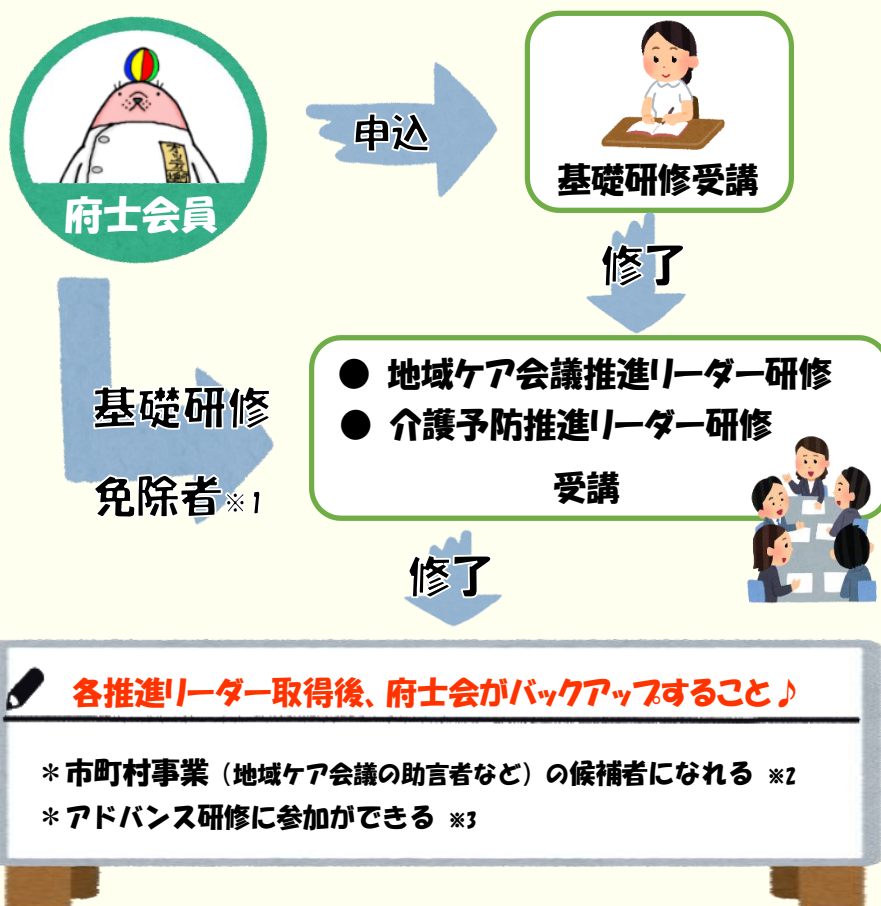 府士会員
申込
基礎研修受講
修了
基礎研修
免除者※1
● 地域ケア会議推進リーダー研修
● 介護予防推進リーダー研修
受講
修了
各推進リーダー取得後、府士会がバックアップすること♪
＊市町村事業（地域ケア会議の助言者など）の候補者になれる ※2
＊アドバンス研修に参加ができる ※3